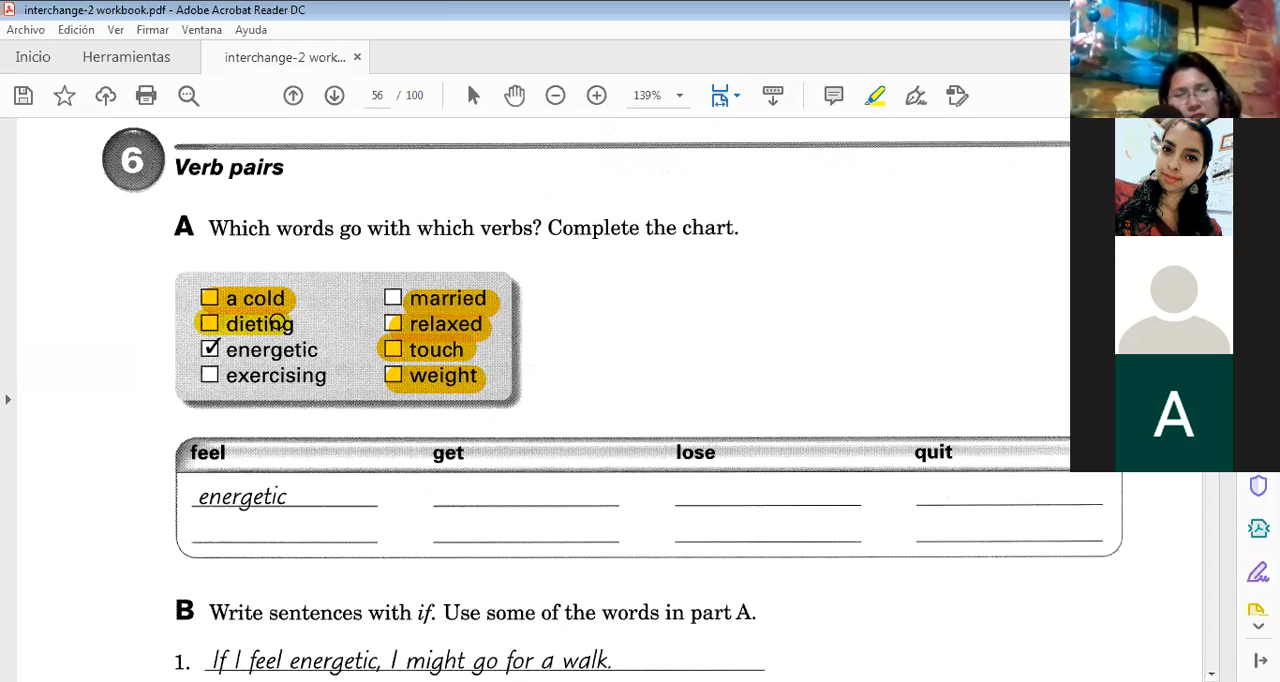 interchange-2 workbook.pdf - Adobe Acrobat Reader DC
Archivo Edición Ver Firmar Ventana Ayuda
Inicio Herramientas interchange-2 work... ×
56 / 100 139%
6
Verb pairs
A Which words go with which verbs? Complete the chart.
a cold married
dieting relaxed
energetic touch
exercising weight
feel get lose quit
energetic
B Write sentences with if. Use some of the words in part A.
1. If I feel energetic, I might go for a walk.
A